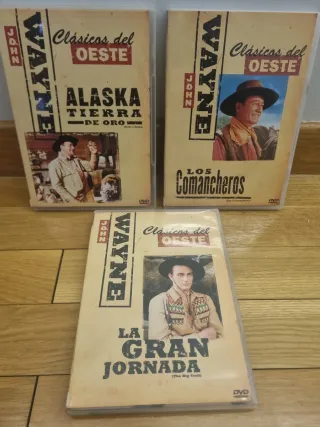 JOHN
WAYNE
Clásicos del
OESTE
ALASKA
TIERRA
DE ORO
DVD
JOHN
WAYNE
Clásicos del
OESTE
LOS
Comancheros
DVD
JOHN
WAYNE
Clásicos del
OESTE
LA
GRAN
JORNADA
(The Big Trail)
DVD